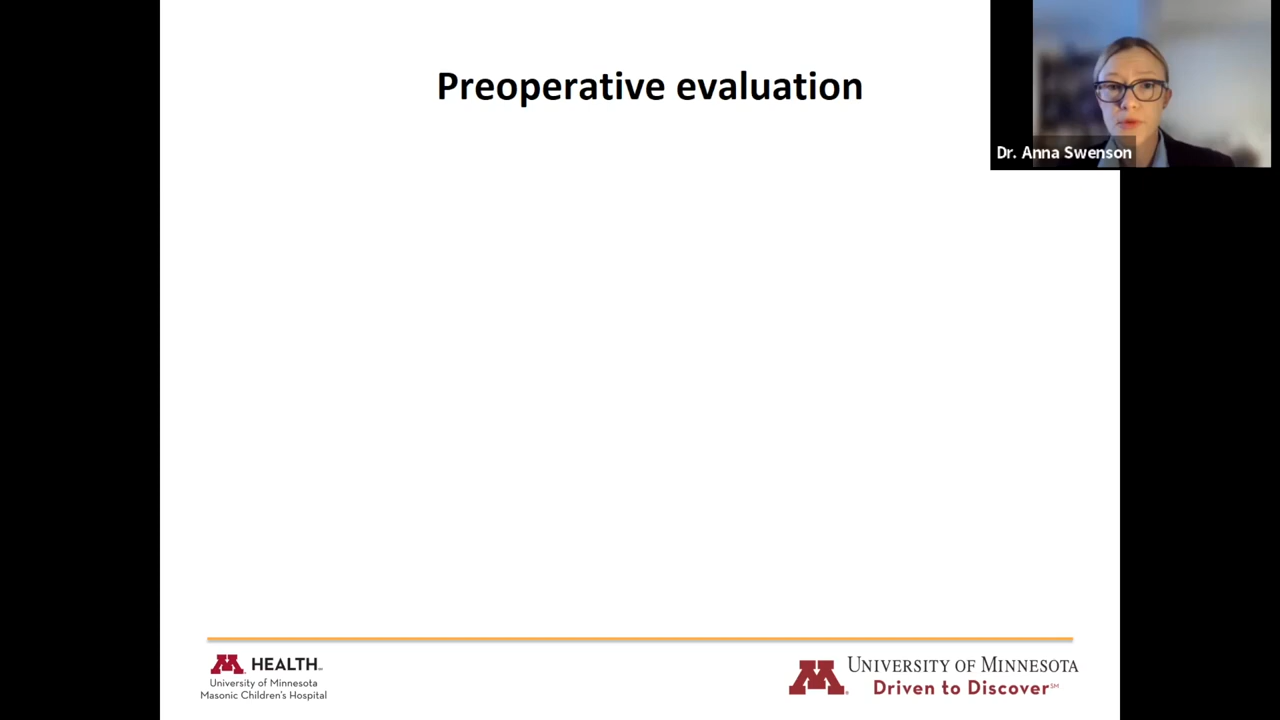 Preoperative evaluation
Dr. Anna Swenson
M HEALTH
University of Minnesota
Masonic Children's Hospital
M UNIVERSITY OF MINNESOTA
Driven to Discover℠